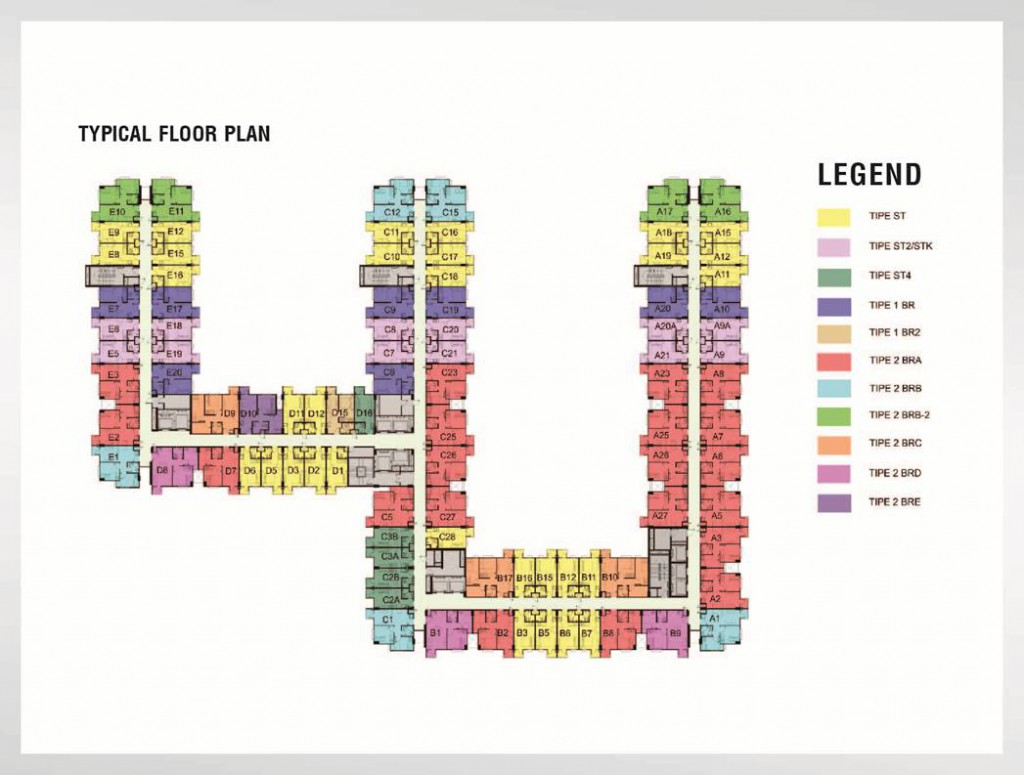 TYPICAL FLOOR PLAN
LEGEND
TIPE ST
TIPE ST2/STK
TIPE ST4
TIPE 1 BR
TIPE 1 BR2
TIPE 2 BRA
TIPE 2 BRB
TIPE 2 BRB-2
TIPE 2 BRC
TIPE 2 BRD
TIPE 2 BRE
E10 E11 C12 C15 A17 A16
E9 E12 C11 C16 A18 A15
E8 E15 C10 C17 A19 A12
E16 C18 A11
E7 E17 C9 C19 A20 A10
E6 E18 C8 C20 A20A A9A
E5 E19 C7 C21 A21 A9
E3 E20 C6 C23 A23 A8
D9 D10 D11 D12 D15 D16
E2 C25 A25 A7
E1 C26 A26 A6
D8 D7 D6 D5 D3 D2 D1
C5 C27 A27 A5
C3B C28 A3
C3A
C2B B17 B16 B15 B12 B11 B10
C2A A2
C1 A1
B1 B2 B3 B5 B6 B7 B8 B9